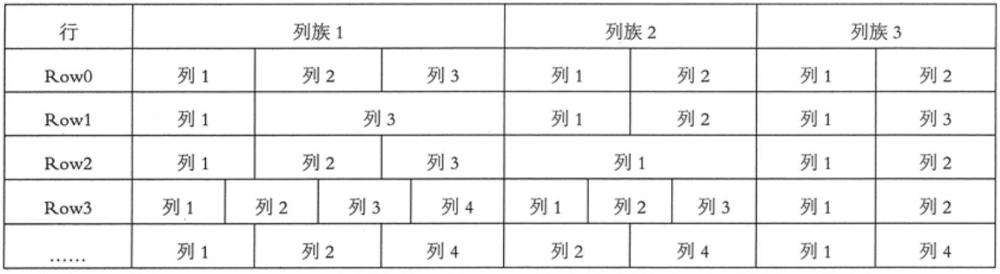 行 列族 1 列族 2 列族 3
Row0 列 1 列 2 列 3 列 1 列 2 列 1 列 2
Row1 列 1 列 3 列 1 列 2 列 1 列 3
Row2 列 1 列 2 列 3 列 1 列 1 列 2
Row3 列 1 列 2 列 3 列 4 列 1 列 2 列 3 列 1 列 2
…… 列 1 列 2 列 4 列 2 列 4 列 1 列 4